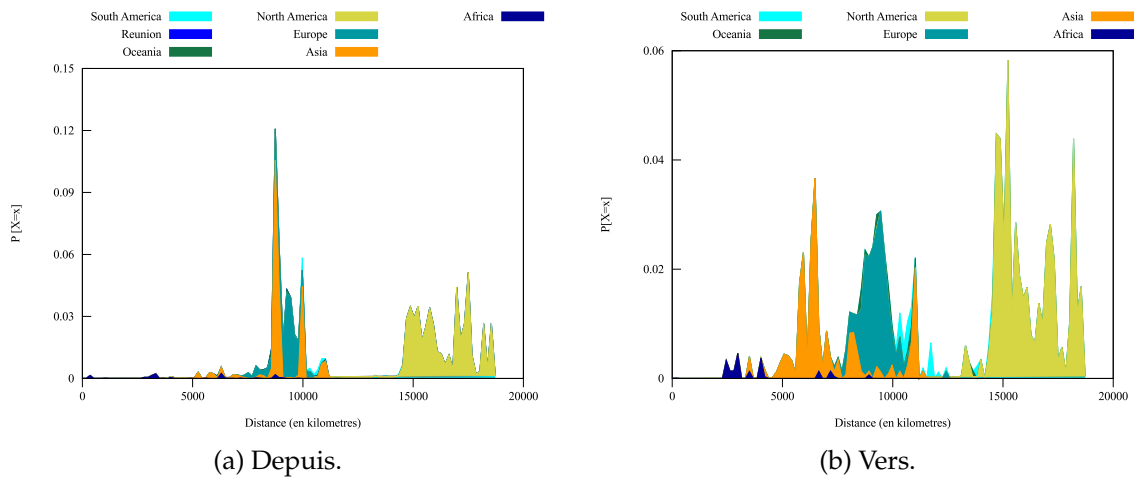 South America North America Africa
Reunion Europe
Oceania Asia
0.15
0.12
0.09
0.06
0.03
0
P [X=x]
0 5000 10000 15000 20000
Distance (en kilometres)
(a) Depuis.
South America North America Asia
Oceania Europe Africa
0.06
0.04
0.02
0
P[X=x]
0 5000 10000 15000 20000
Distance (en kilometres)
(b) Vers.